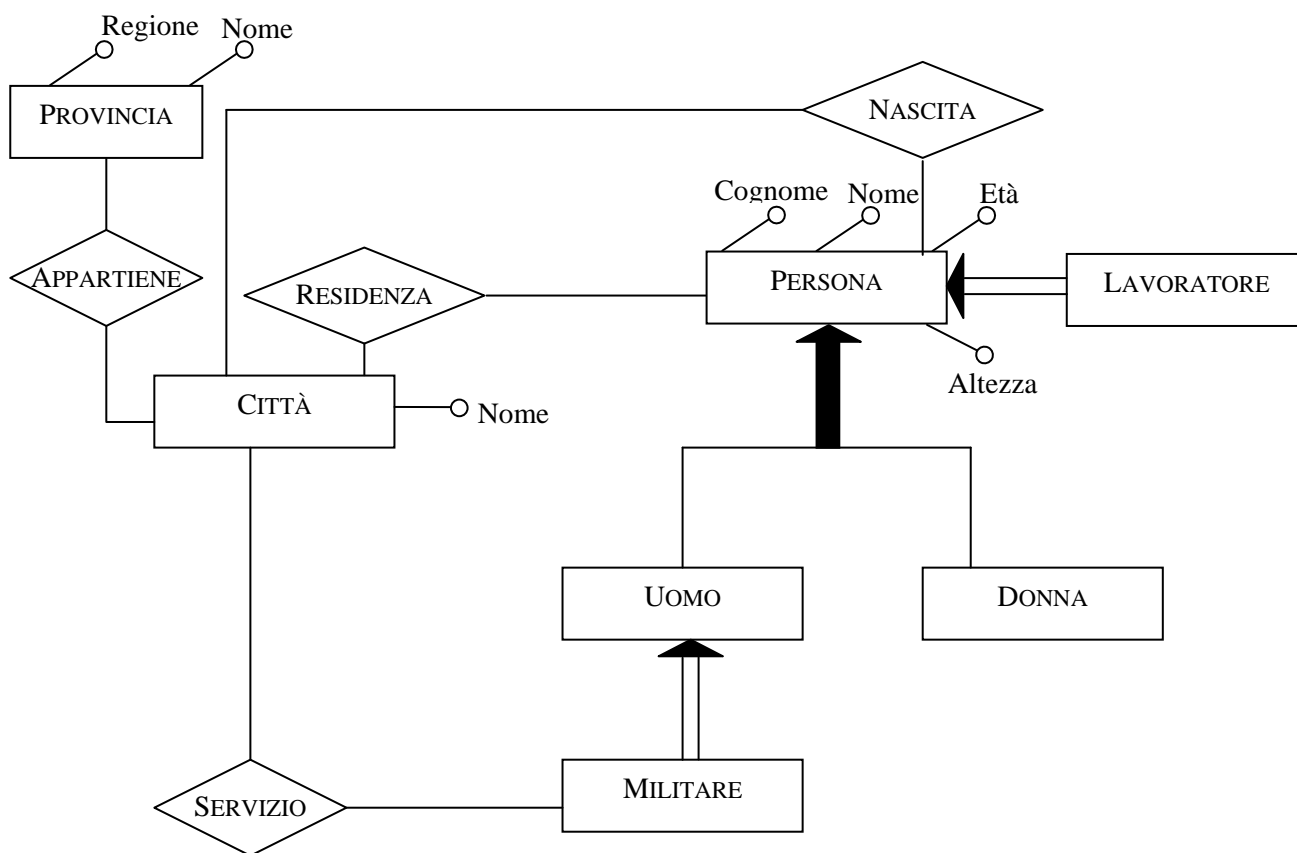 Regione Nome
PROVINCIA
NASCITA
Cognome Nome Età
APPARTIENE
RESIDENZA
PERSONA
LAVORATORE
Altezza
CITTÀ
Nome
UOMO
DONNA
MILITARE
SERVIZIO